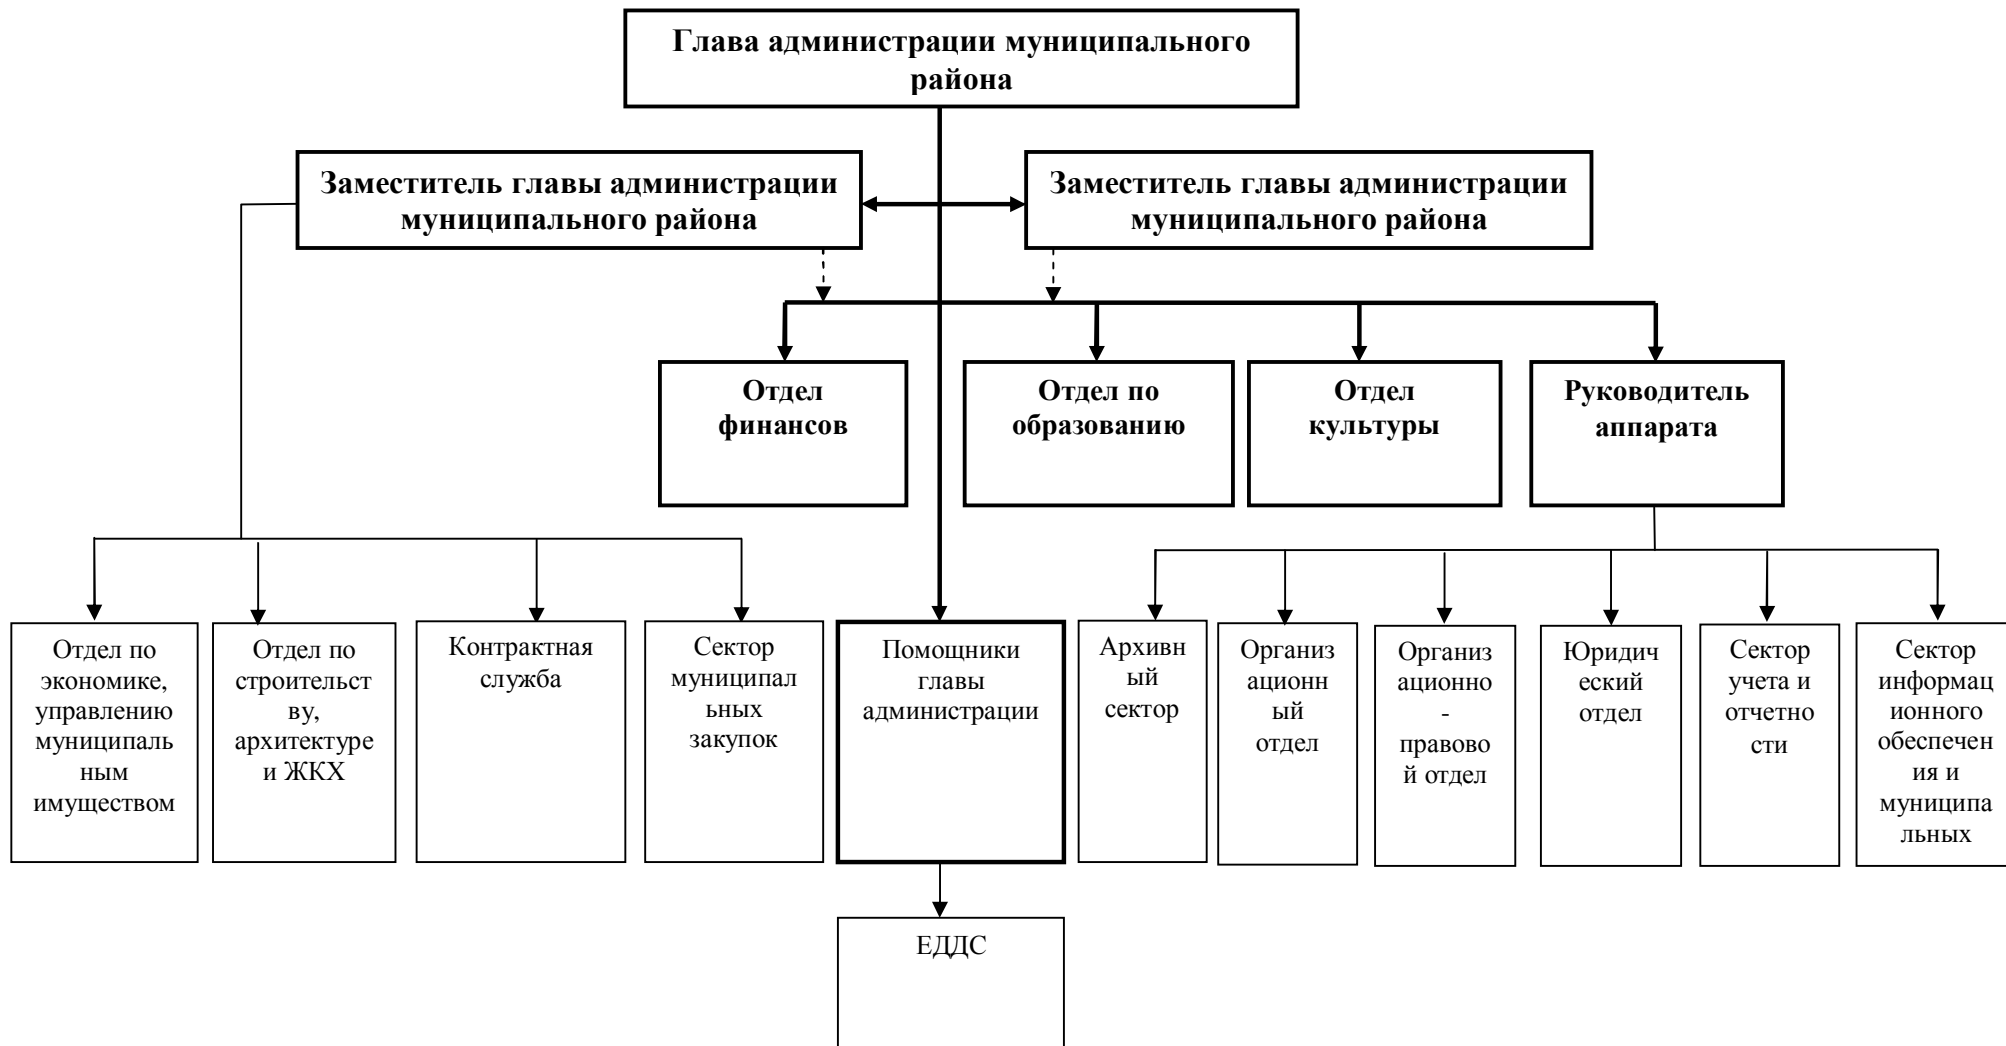 Глава администрации муниципального
района
Заместитель главы администрации
муниципального района
Заместитель главы администрации
муниципального района
Отдел
финансов
Отдел по
образованию
Отдел
культуры
Руководитель
аппарата
Отдел по
экономике,
управлению
муниципаль
ным
имуществом
Отдел по
строительст
ву,
архитектуре
и ЖКХ
Контрактная
служба
Сектор
муниципал
ьных
закупок
Помощники
главы
администрации
Архивн
ый
сектор
Организ
ационн
ый
отдел
Организ
ационно
-
правово
й отдел
Юридич
еский
отдел
Сектор
учета и
отчетно
сти
Сектор
информац
ионного
обеспечен
ия и
муниципа
льных
ЕДДС